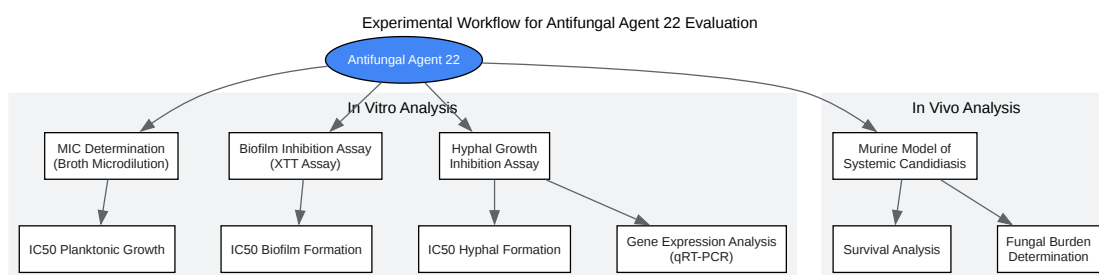 Experimental Workflow for Antifungal Agent 22 Evaluation
Antifungal Agent 22
In Vitro Analysis
In Vivo Analysis
MIC Determination
(Broth Microdilution)
Biofilm Inhibition Assay
(XTT Assay)
Hyphal Growth
Inhibition Assay
Murine Model of
Systemic Candidiasis
IC50 Planktonic Growth
IC50 Biofilm Formation
IC50 Hyphal Formation
Gene Expression Analysis
(qRT-PCR)
Survival Analysis
Fungal Burden
Determination